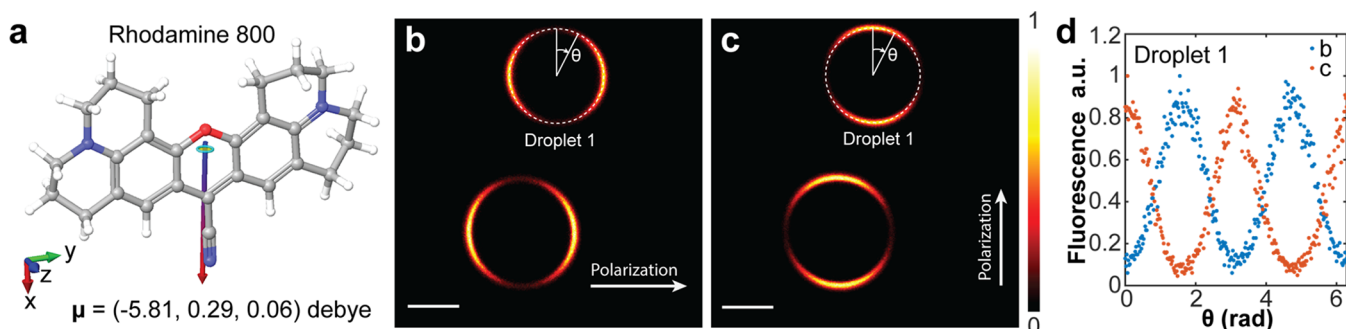 a
Rhodamine 800
y
z
x
μ = (-5.81, 0.29, 0.06) debye
b
θ
Droplet 1
Polarization
c
θ
Droplet 1
Polarization
1
0
d
Droplet 1
b
c
Fluorescence a.u.
1.2
1
0.8
0.6
0.4
0.2
0
0
2
4
6
θ (rad)